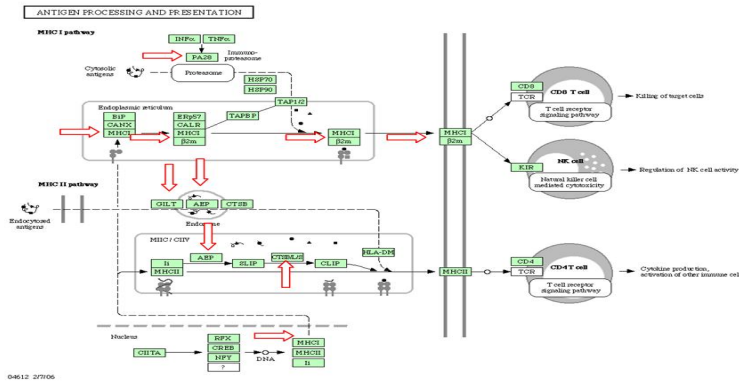 ANTIGEN PROCESSING AND PRESENTATION
MHC I pathway
INFα TNFα
PA28
Immuno-
proteasome
Cytosolic
antigens
Proteasome
HSP70
HSP90
Endoplasmic reticulum
BiP
CANX
MHCI
ERp57
CALR
MHCI
β2m
TAPBP
TAP1/2
MHCI
β2m
MHCI
β2m
CD8
TCR
CD8 T cell
T cell receptor
signaling pathway
Killing of target cells
KIR
NK cell
Natural killer cell
mediated cytotoxicity
Regulation of NK cell activity
MHC II pathway
Endocytosed
antigens
GILT AEP CTSB
Endosome
MIIC / CIIV
Ii
MHCII
AEP
SLIP
CLIP
HLA-DM
MHCII
CD4
TCR
CD4 T cell
T cell receptor
signaling pathway
Cytokine production,
activation of other immune cel
Nucleus
CIITA
RFX
CREB
NFY
?
DNA
MHCI
MHCII
Ii
04612 2/7/06